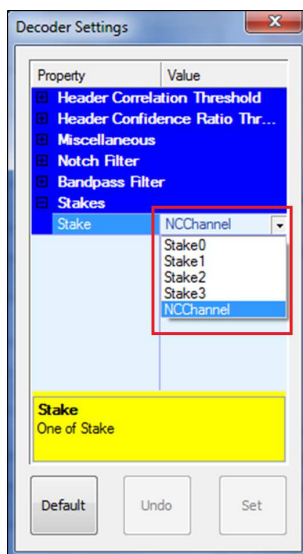 Decoder Settings
Property Value
Header Correlation Threshold
Header Confidence Ratio Thr...
Miscellaneous
Notch Filter
Bandpass Filter
Stakes
Stake NCChannel
Stake0
Stake1
Stake2
Stake3
NCChannel
Stake
One of Stake
Default Undo Set